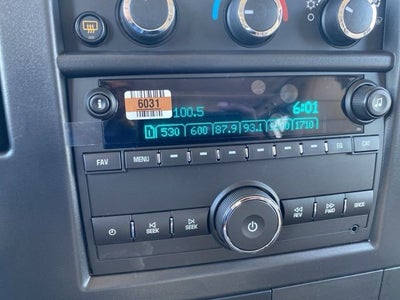 6031
100.5 6:01
1 530 600 87.9 93.1 1710
FAV MENU EQ CAT
SEEK SEEK REV FWD SRCE